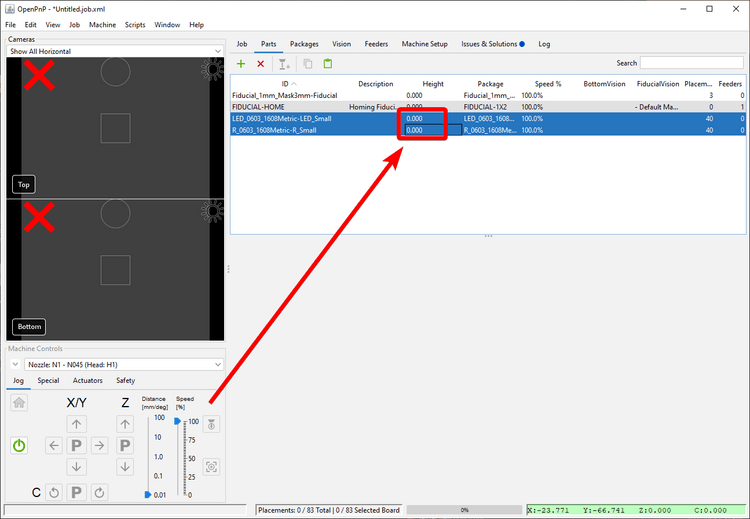 OpenPnP - *Untitled.job.xml
File Edit View Job Machine Scripts Window Help
Cameras
Show All Horizontal
Top
Bottom
Machine Controls
Nozzle: N1 - N045 (Head: H1)
Jog Special Actuators Safety
X/Y Z Distance [mm/deg] Speed [%]
100 100
10 75
1.0 50
0.1 25
0.01 0
P P
C P
Job Parts Packages Vision Feeders Machine Setup Issues & Solutions Log
Search
ID Description Height Package Speed % BottomVision FiducialVision Placem... Feeders
Fiducial_1mm_Mask3mm-Fiducial 0.000 Fiducial_1mm_... 100.0% 3 0
FIDUCIAL-HOME Homing Fiduci... 0.000 FIDUCIAL-1X2 100.0% - Default Ma... 0 1
LED_0603_1608Metric-LED_Small 0.000 LED_0603_1608... 100.0% 40 0
R_0603_1608Metric-R_Small 0.000 R_0603_1608Me... 100.0% 40 0
Placements: 0 / 83 Total | 0 / 83 Selected Board
0%
X:-23.771 Y:-66.741 Z:0.000 C:0.000